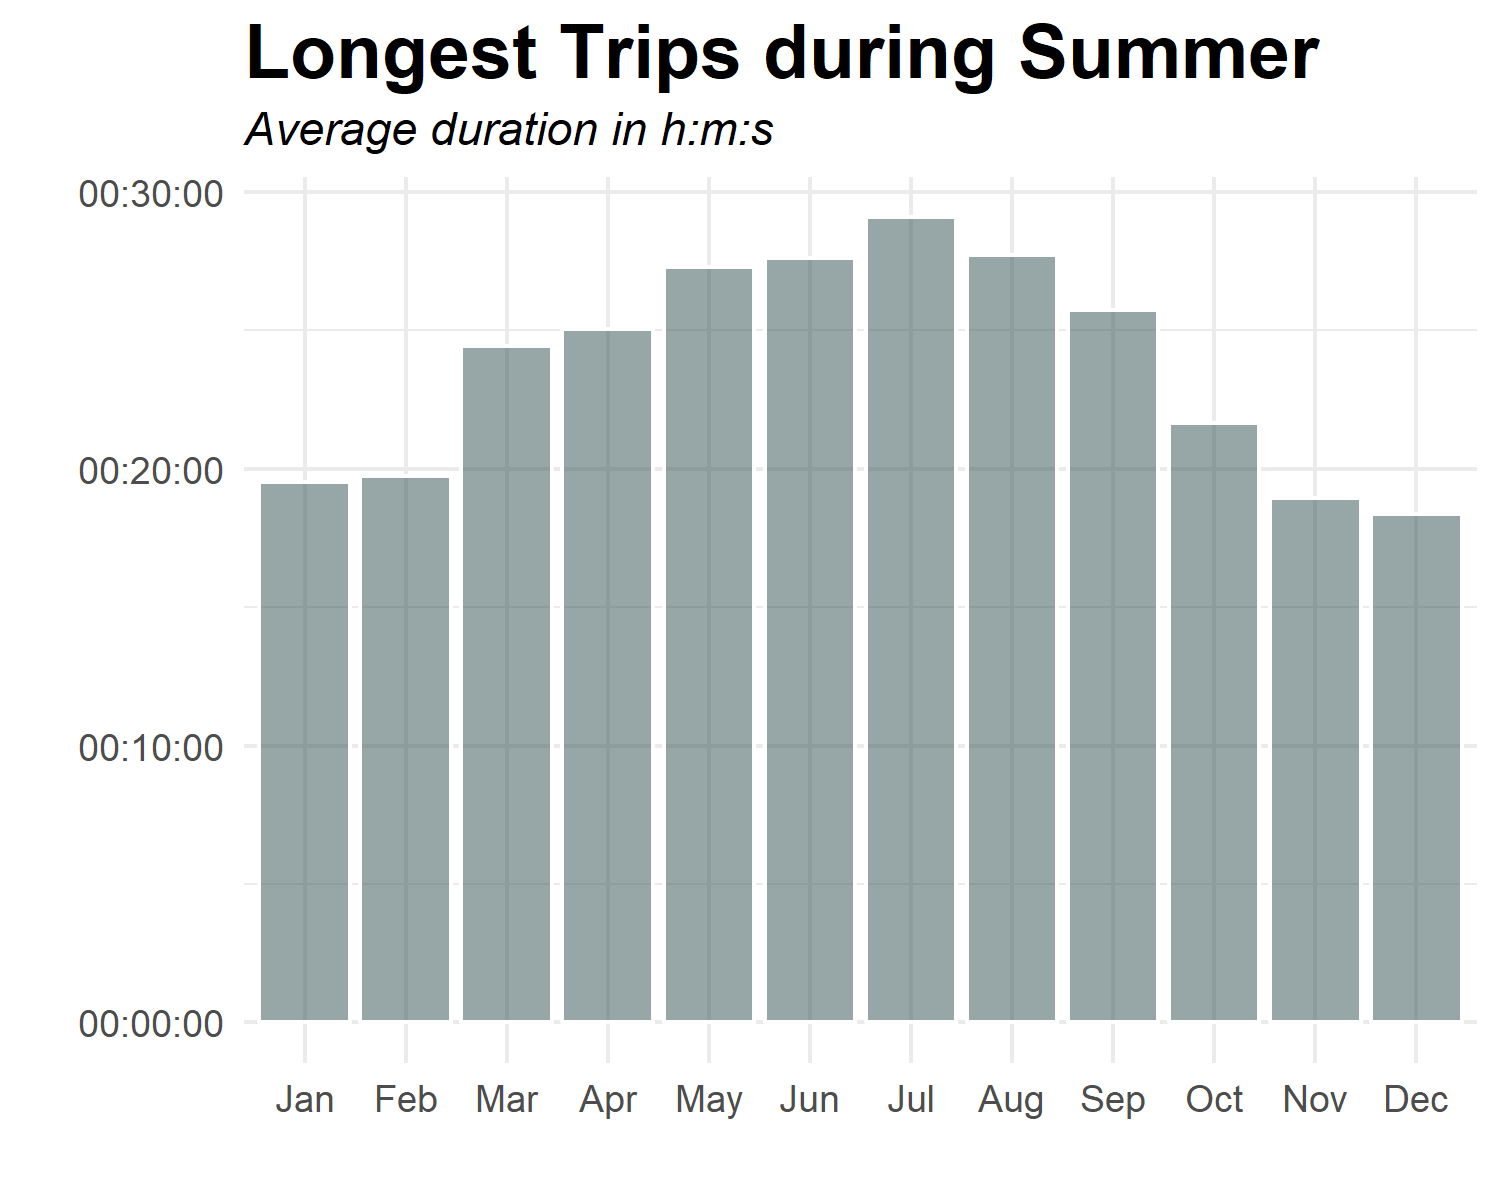 Longest Trips during Summer
Average duration in h:m:s
00:30:00
00:20:00
00:10:00
00:00:00
Jan Feb Mar Apr May Jun Jul Aug Sep Oct Nov Dec